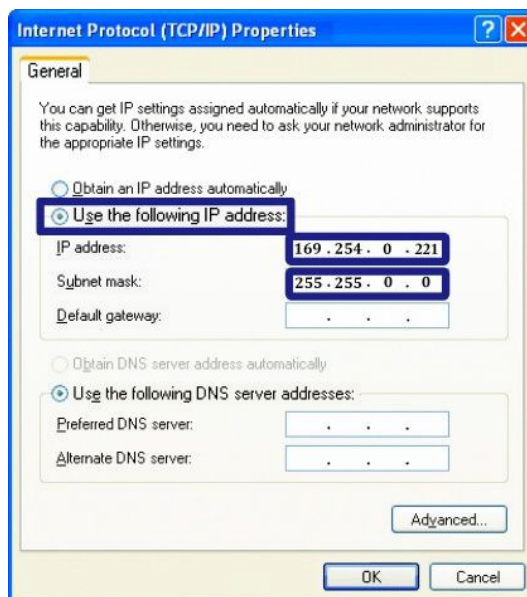 Internet Protocol (TCP/IP) Properties
General
You can get IP settings assigned automatically if your network supports
this capability. Otherwise, you need to ask your network administrator for
the appropriate IP settings.
Obtain an IP address automatically
Use the following IP address:
IP address: 169 . 254 . 0 . 221
Subnet mask: 255 . 255 . 0 . 0
Default gateway: . . .
Obtain DNS server address automatically
Use the following DNS server addresses:
Preferred DNS server: . . .
Alternate DNS server: . . .
Advanced...
OK Cancel